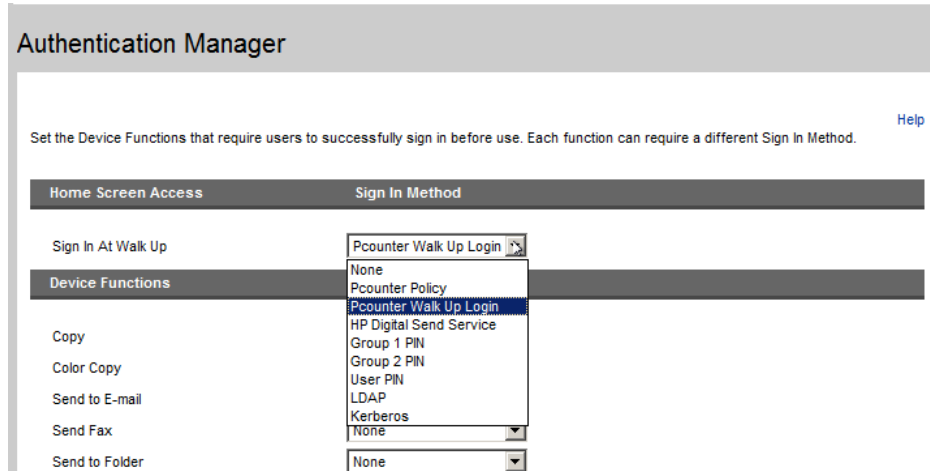 Authentication Manager
Help
Set the Device Functions that require users to successfully sign in before use. Each function can require a different Sign In Method.
Home Screen Access Sign In Method
Sign In At Walk Up Pcounter Walk Up Login
None
Device Functions
Pcounter Policy
Pcounter Walk Up Login
HP Digital Send Service
Copy
Group 1 PIN
Group 2 PIN
Color Copy
User PIN
Send to E-mail
LDAP
Kerberos
Send Fax None
Send to Folder None